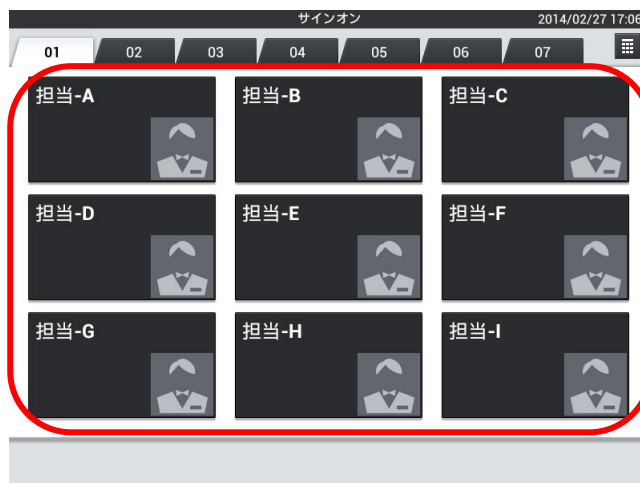 サインオン 2014/02/27 17:06
01 02 03 04 05 06 07
担当-A 担当-B 担当-C
担当-D 担当-E 担当-F
担当-G 担当-H 担当-I